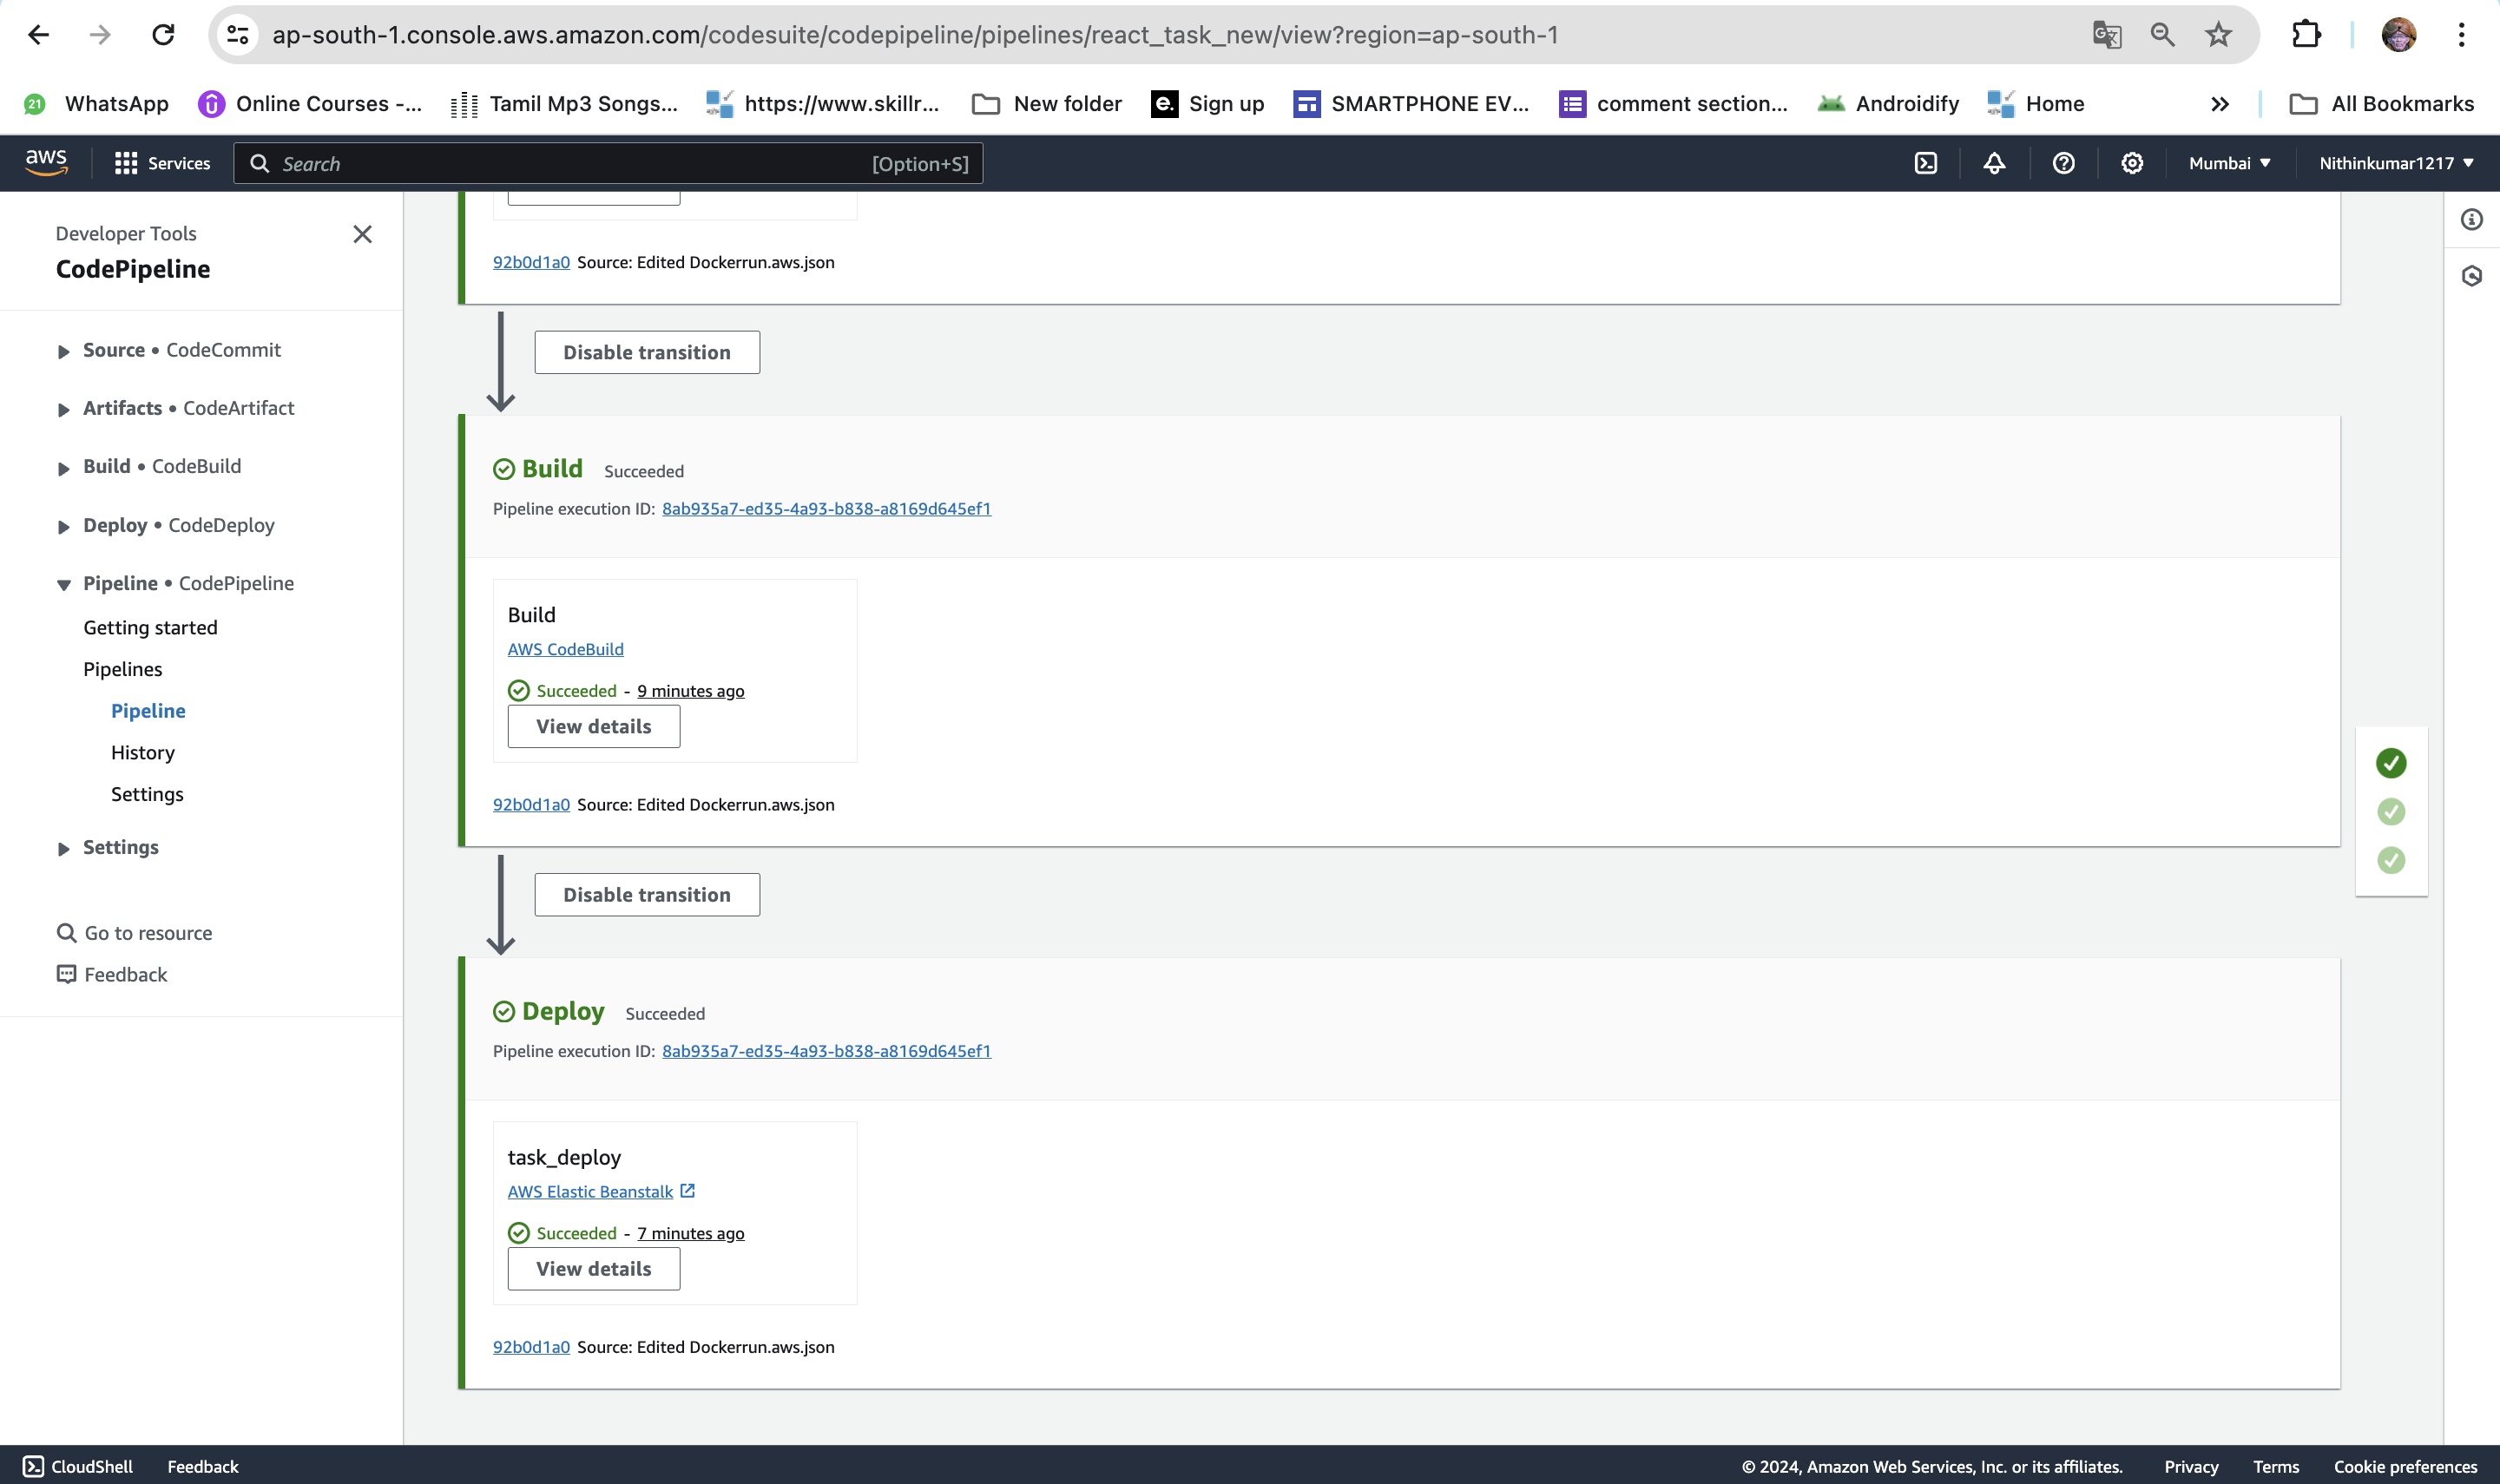 ap-south-1.console.aws.amazon.com/codesuite/codepipeline/pipelines/react_task_new/view?region=ap-south-1
21 WhatsApp Online Courses -... Tamil Mp3 Songs... https://www.skillr... New folder e. Sign up SMARTPHONE EV... comment section... Androidify Home All Bookmarks
aws Services Search [Option+S] Mumbai Nithinkumar1217
Developer Tools
CodePipeline
Source • CodeCommit
Artifacts • CodeArtifact
Build • CodeBuild
Deploy • CodeDeploy
Pipeline • CodePipeline
Getting started
Pipelines
Pipeline
History
Settings
Settings
Go to resource
Feedback
92b0d1a0 Source: Edited Dockerrun.aws.json
Disable transition
Build Succeeded
Pipeline execution ID: 8ab935a7-ed35-4a93-b838-a8169d645ef1
Build
AWS CodeBuild
Succeeded - 9 minutes ago
View details
92b0d1a0 Source: Edited Dockerrun.aws.json
Disable transition
Deploy Succeeded
Pipeline execution ID: 8ab935a7-ed35-4a93-b838-a8169d645ef1
task_deploy
AWS Elastic Beanstalk
Succeeded - 7 minutes ago
View details
92b0d1a0 Source: Edited Dockerrun.aws.json
CloudShell Feedback © 2024, Amazon Web Services, Inc. or its affiliates. Privacy Terms Cookie preferences